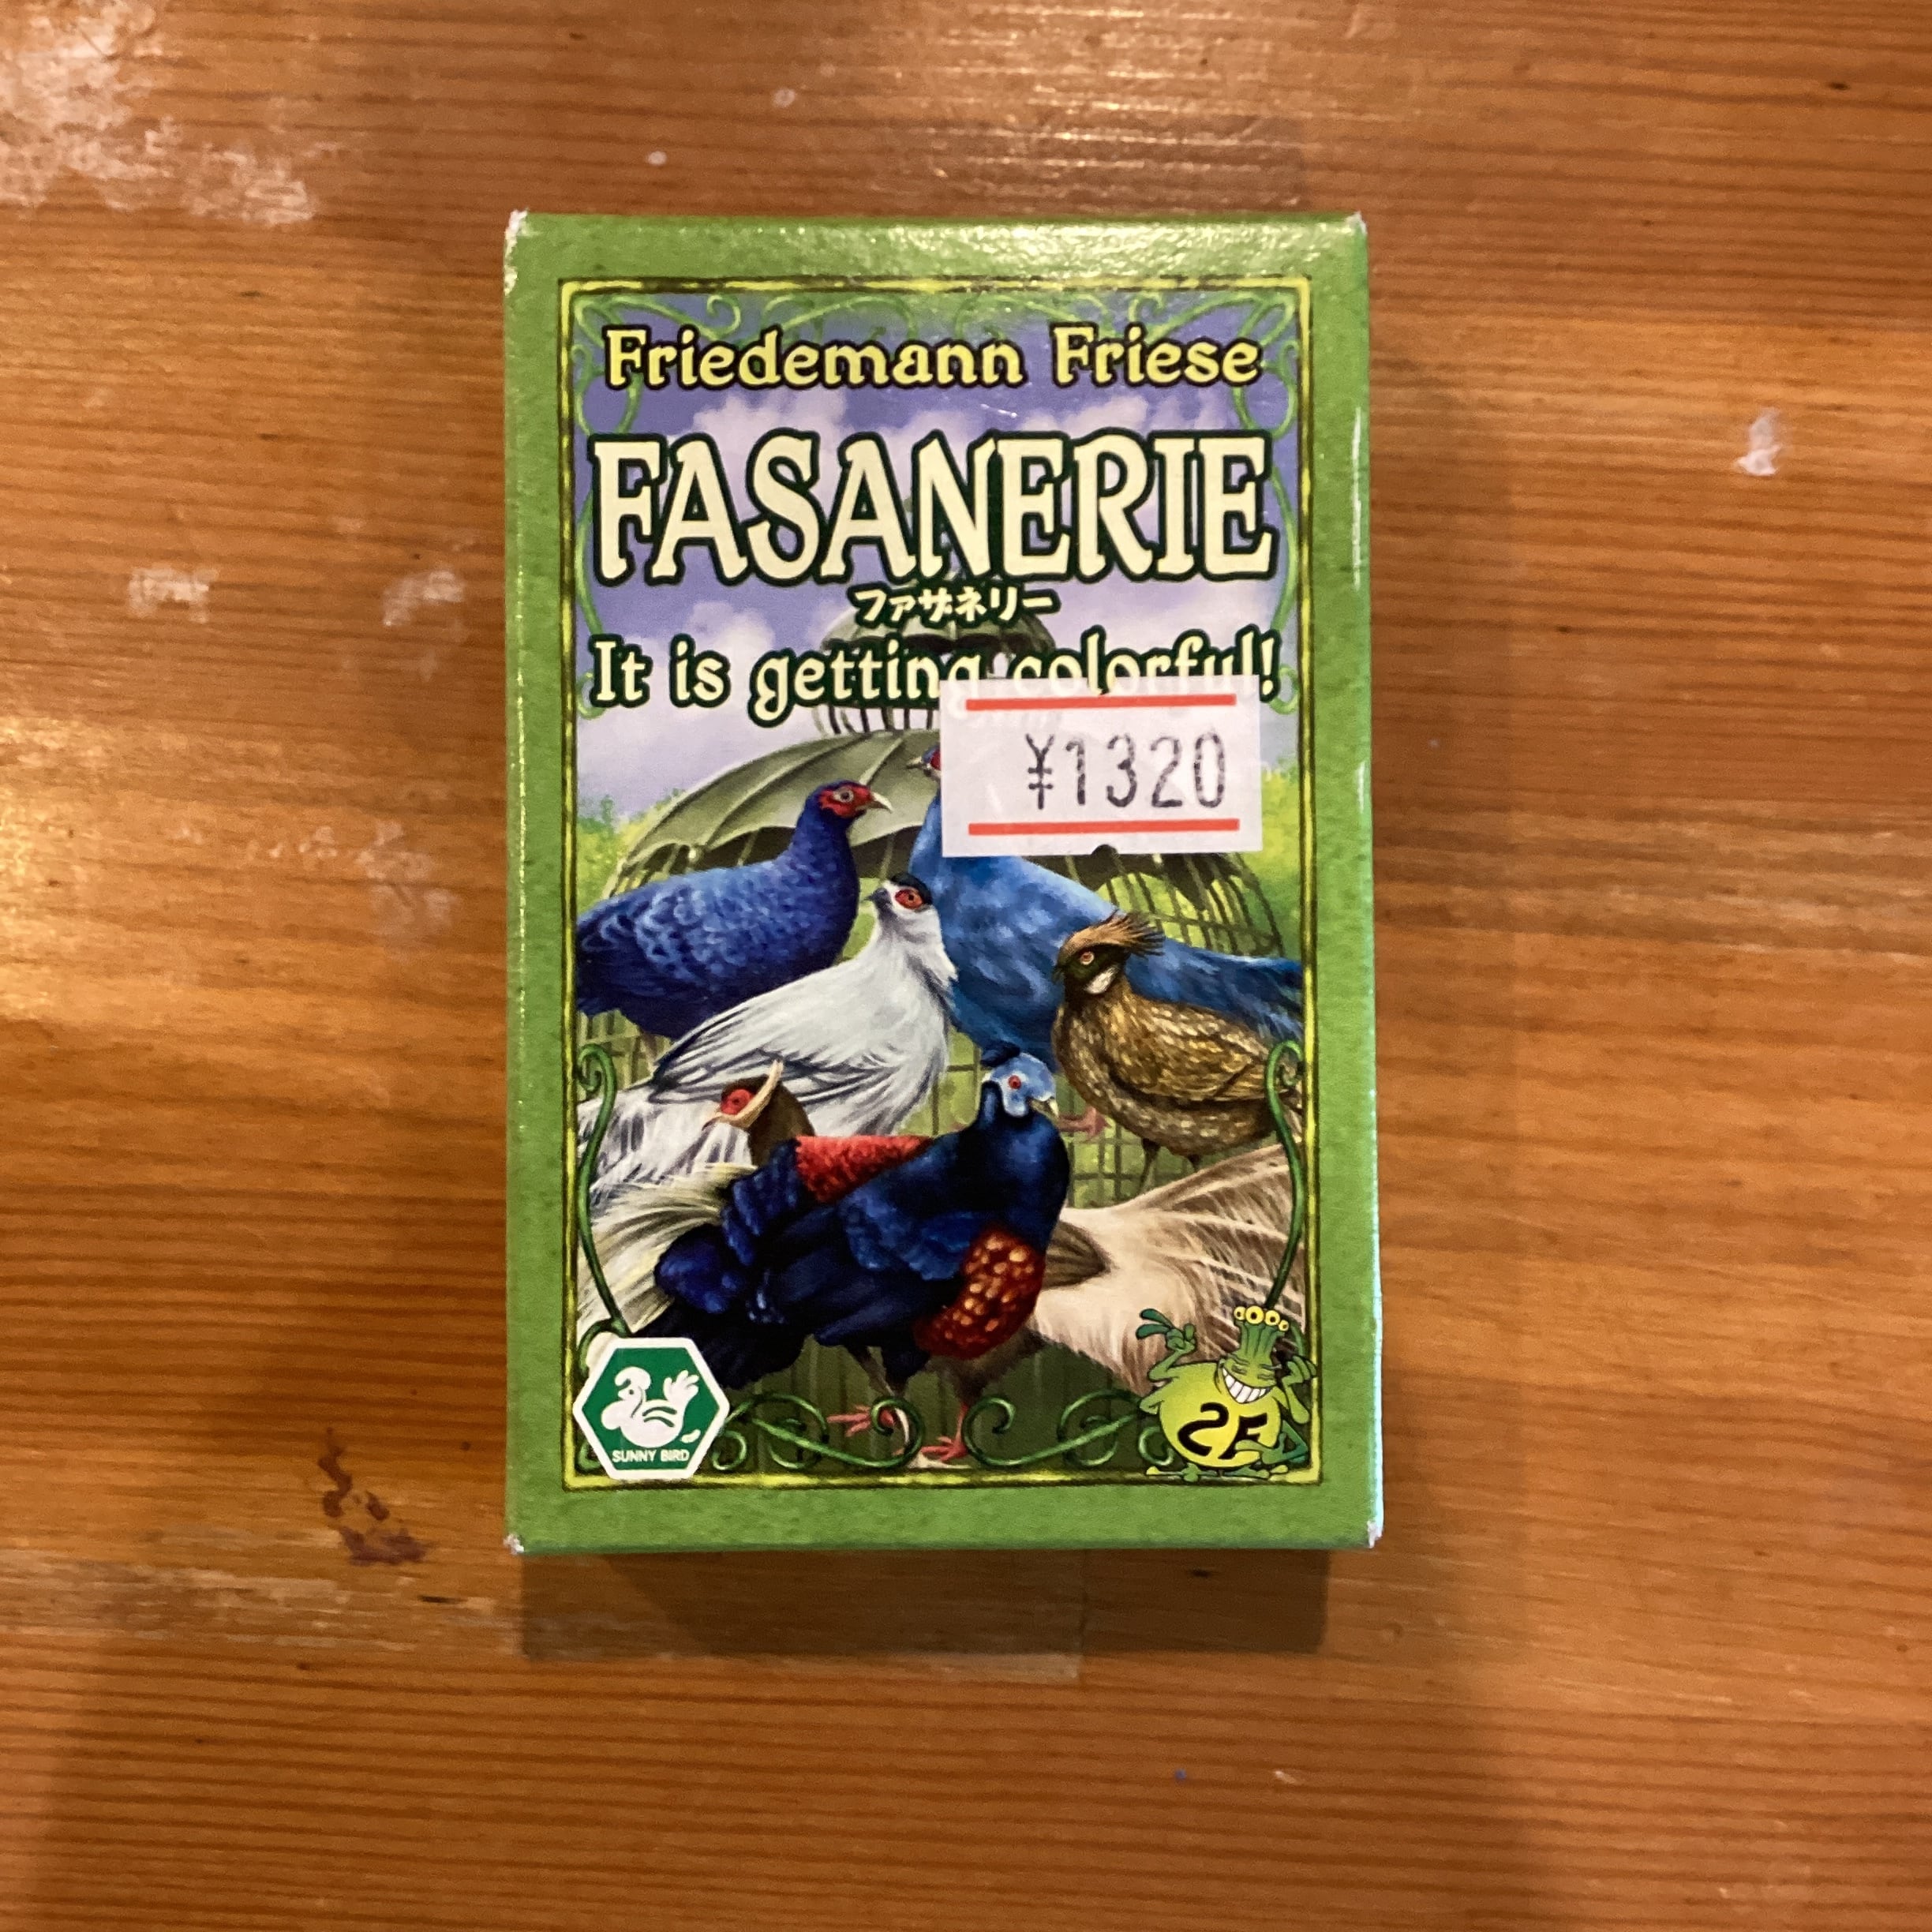 Friedemann Friese
FASANERIE
ファザネリー
It is getting colorful!
¥1320
SUNNY BIRD
2F